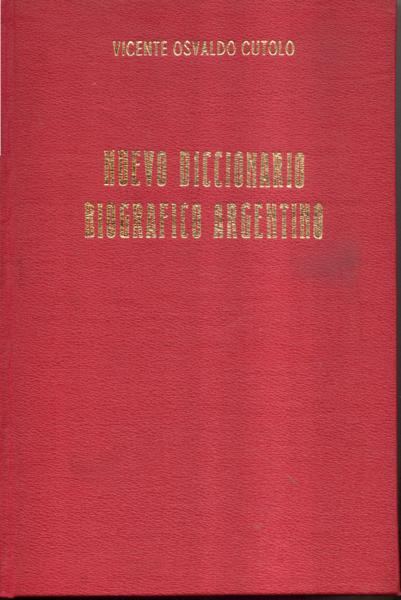 VICENTE OSVALDO CUTOLO
NUEVO DICCIONARIO
BIOGRAFICO ARGENTINO